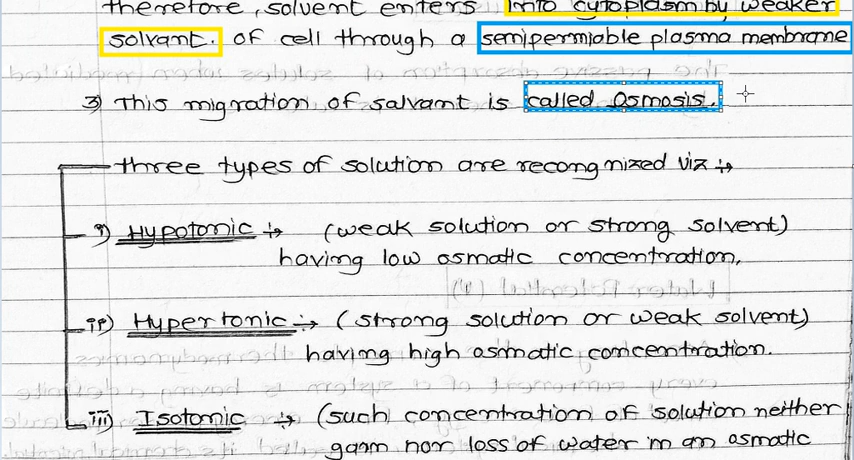 therefore, solvent enters into cytoplasm by weaker
solvant. of cell through a semipermiable plasma membrane
3) This migration of salvant is called Osmosis.
three types of solution are recongnized viz :→
i) Hypotonic :→ (weak solution or strong solvent)
having low osmatic concentration,
ii) Hypertonic :→ (strong solution or weak solvent)
having high osmatic concentration.
iii) Isotonic :→ (such concentration of solution neither
gain nor loss of water in an osmatic